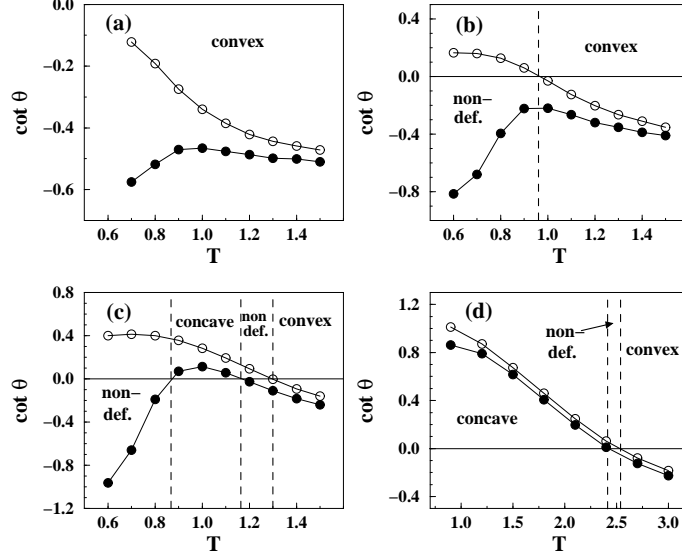 0.0
−0.2
−0.4
−0.6
cot θ
(a)
convex
0.6 0.8 1.0 1.2 1.4
T
0.4
0.0
−0.4
−0.8
cot θ
(b)
convex
non−
def.
0.6 0.8 1.0 1.2 1.4
T
0.8
0.4
0.0
−0.4
−0.8
−1.2
cot θ
(c)
concave
non
def.
convex
non−
def.
0.6 0.8 1.0 1.2 1.4
T
1.2
0.8
0.4
0.0
−0.4
cot θ
(d)
non−
def.
convex
concave
1.0 1.5 2.0 2.5 3.0
T